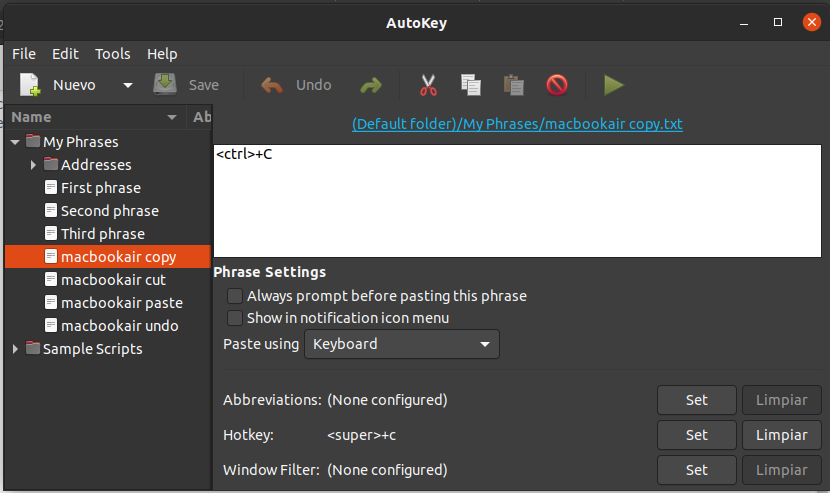 AutoKey
File Edit Tools Help
Nuevo Save Undo
Name Ab
(Default folder)/My Phrases/macbookair copy.txt
My Phrases
Addresses
First phrase
Second phrase
Third phrase
macbookair copy
macbookair cut
macbookair paste
macbookair undo
Sample Scripts
<ctrl>+C
Phrase Settings
Always prompt before pasting this phrase
Show in notification icon menu
Paste using Keyboard
Abbreviations: (None configured) Set Limpiar
Hotkey: <super>+c Set Limpiar
Window Filter: (None configured) Set Limpiar